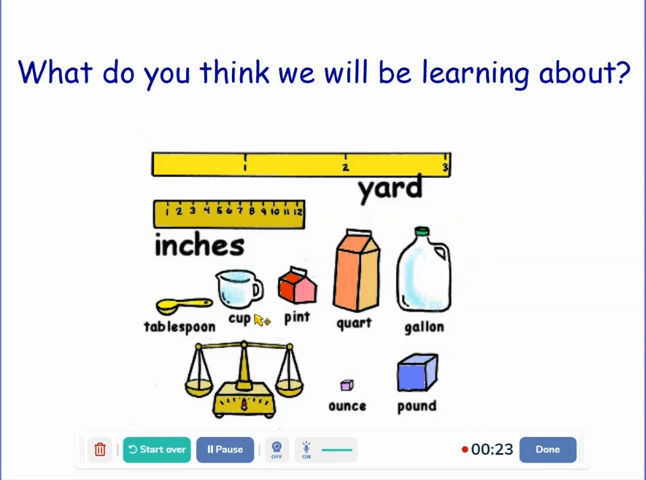 What do you think we will be learning about?
1 2 3
yard
1 2 3 4 5 6 7 8 9 10 11 12
inches
tablespoon cup pint quart gallon
8
ounce pound
Start over Pause OFF ON 00:23 Done